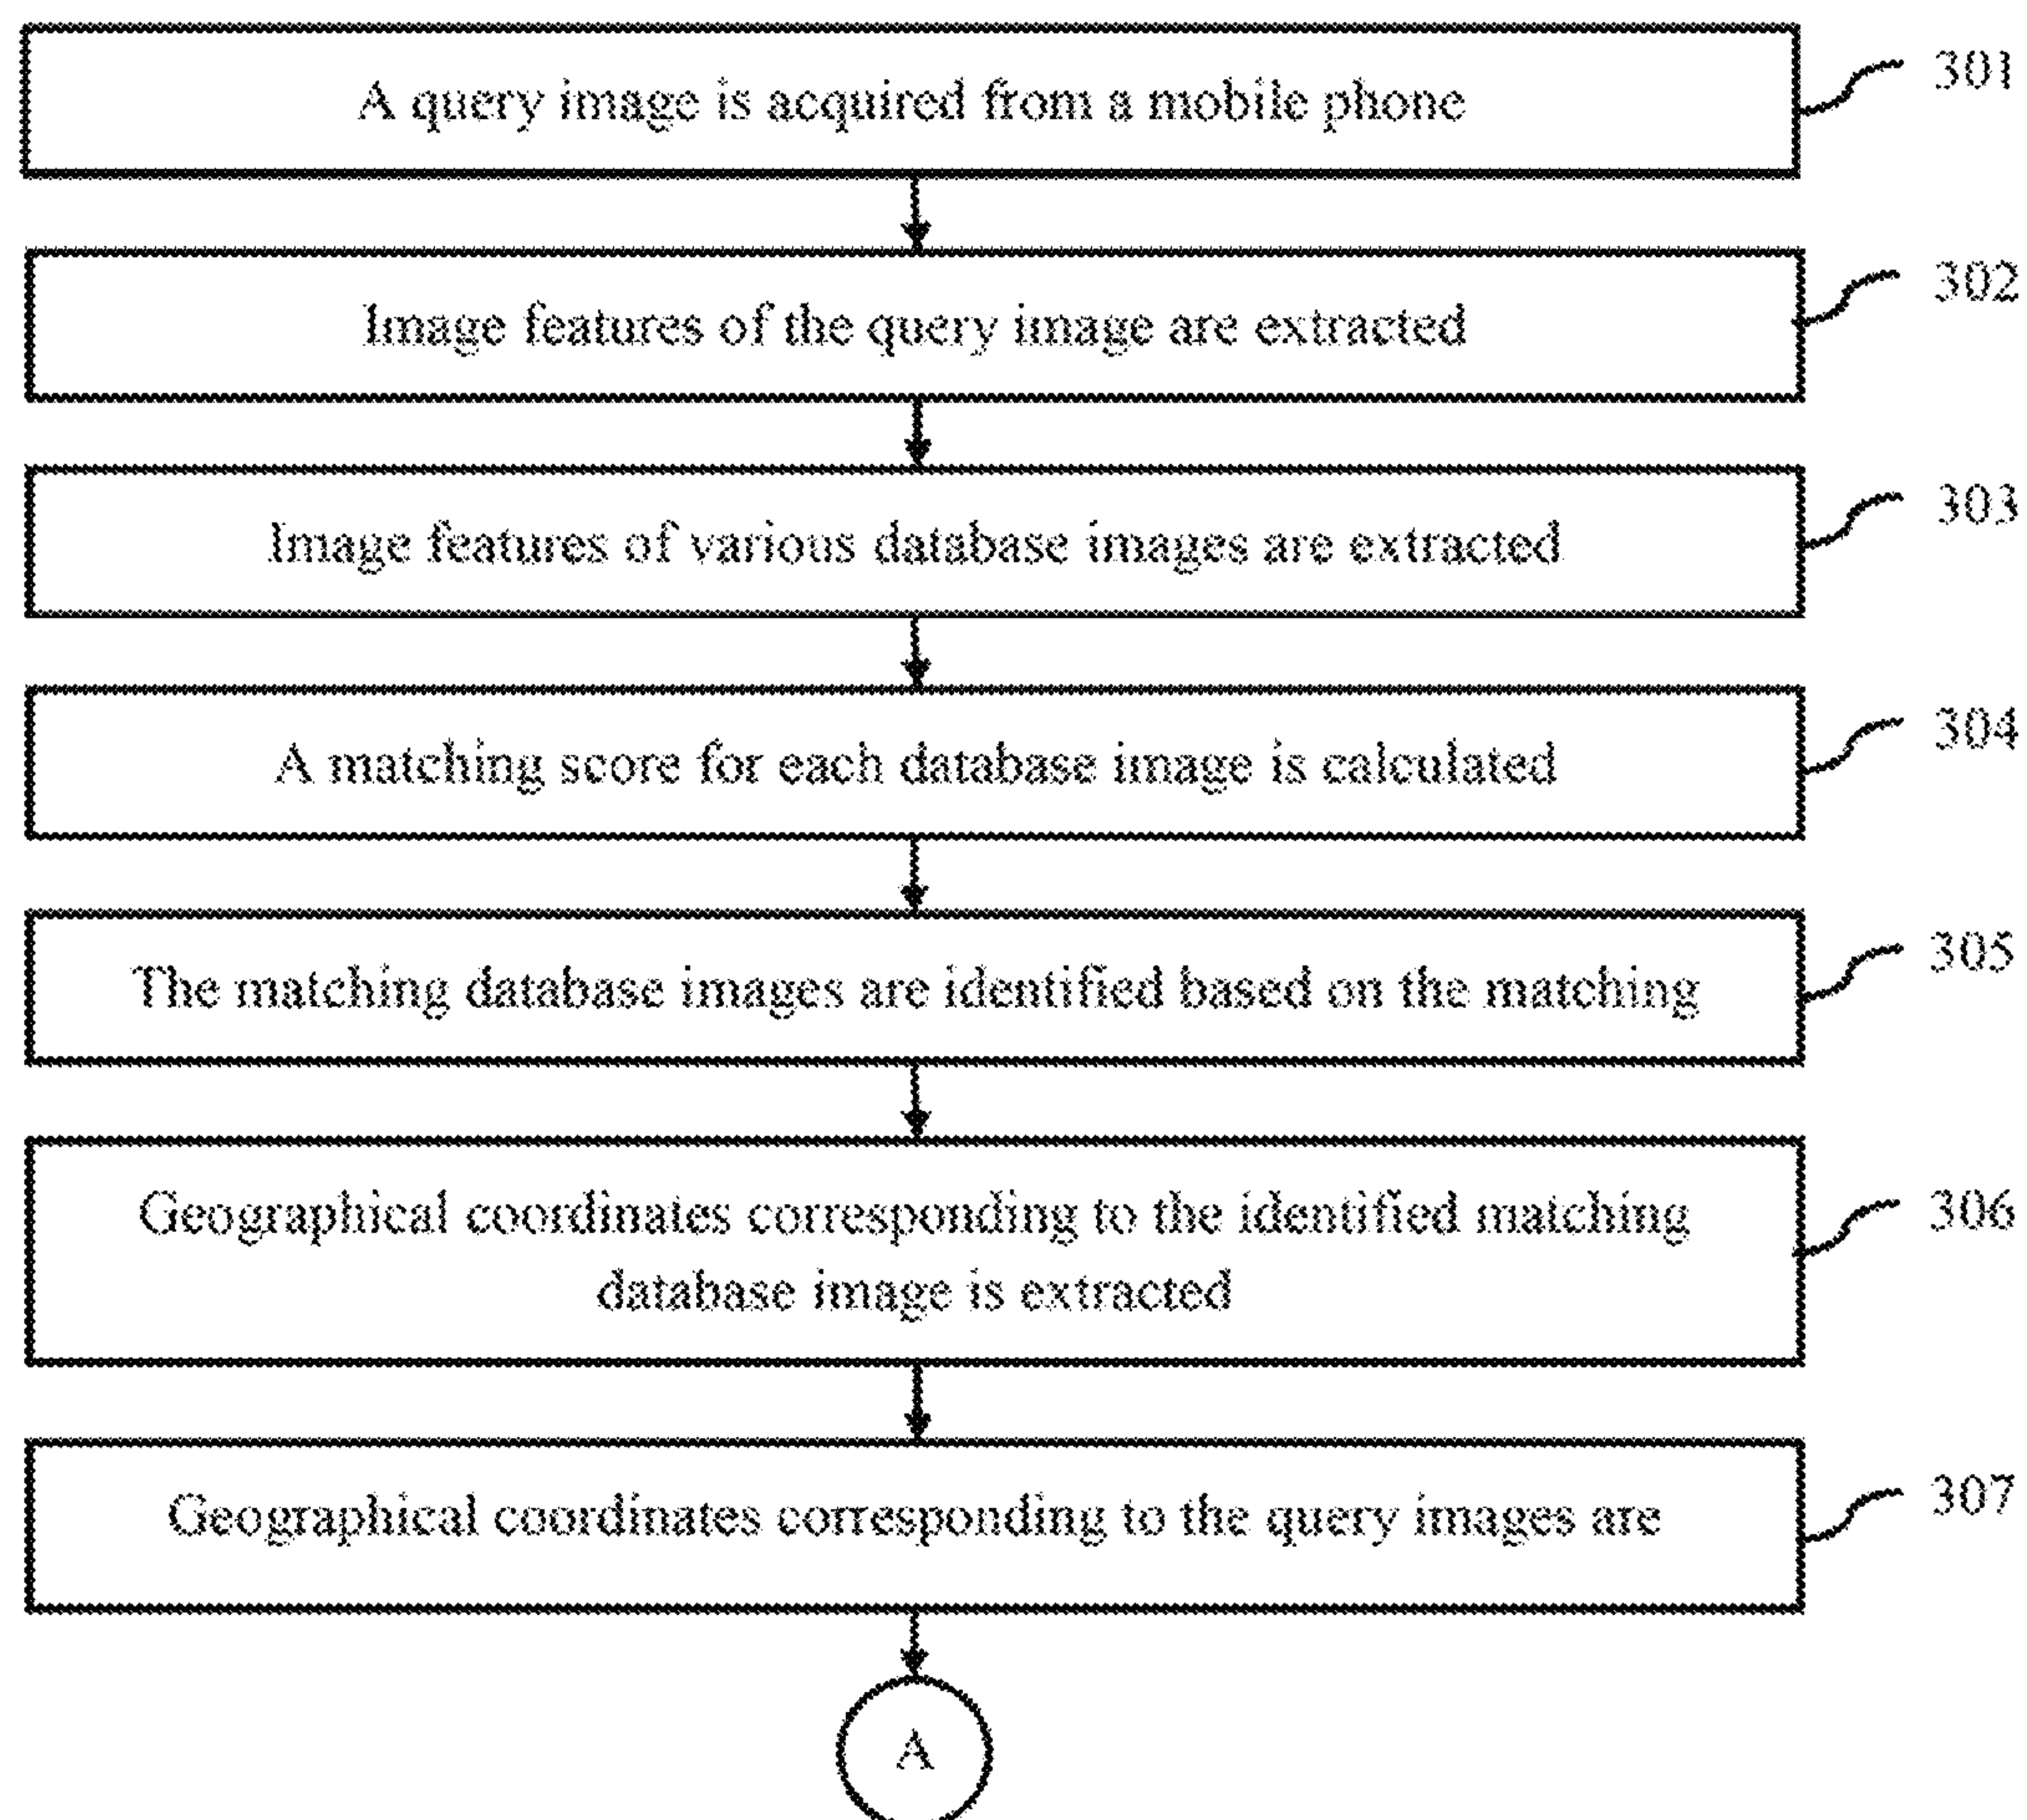 A query image is acquired from a mobile phone
301
Image features of the query image are extracted
302
Image features of various database images are extracted
303
A matching score for each database image is calculated
304
The matching database images are identified based on the matching
305
Geographical coordinates corresponding to the identified matching
database image is extracted
306
Geographical coordinates corresponding to the query images are
307
A